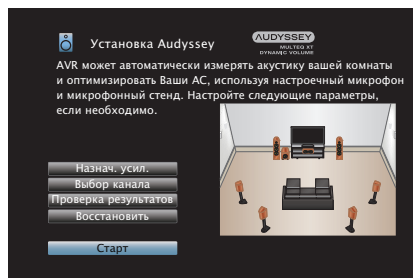 Установка Audyssey
AUDYSSEY
MULTEQ XT
DYNAMIC VOLUME
AVR может автоматически измерять акустику вашей комнаты
и оптимизировать Ваши АС, используя настроечный микрофон
и микрофонный стенд. Настройте следующие параметры,
если необходимо.
Назнач. усил.
Выбор канала
Проверка результатов
Восстановить
Старт